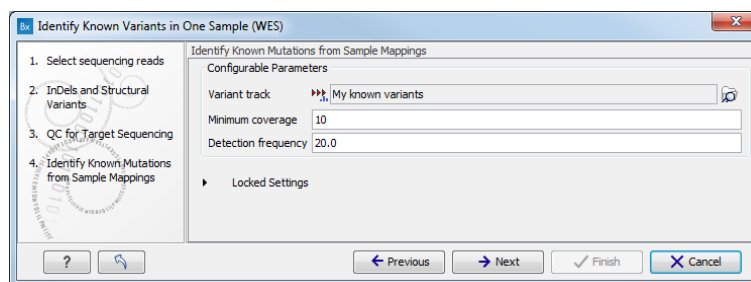 Bx Identify Known Variants in One Sample (WES)
x
1. Select sequencing reads
2. InDels and Structural
Variants
3. QC for Target Sequencing
4. Identify Known Mutations
from Sample Mappings
Identify Known Mutations from Sample Mappings
Configurable Parameters
Variant track My known variants
Minimum coverage 10
Detection frequency 20.0
Locked Settings
? Previous Next Finish Cancel